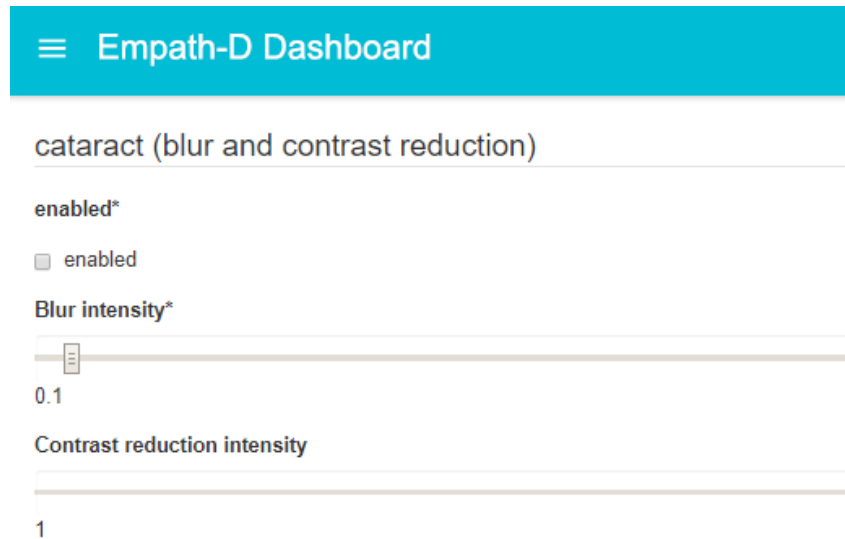 Empath-D Dashboard
cataract (blur and contrast reduction)
enabled*
enabled
Blur intensity*
0.1
Contrast reduction intensity
1